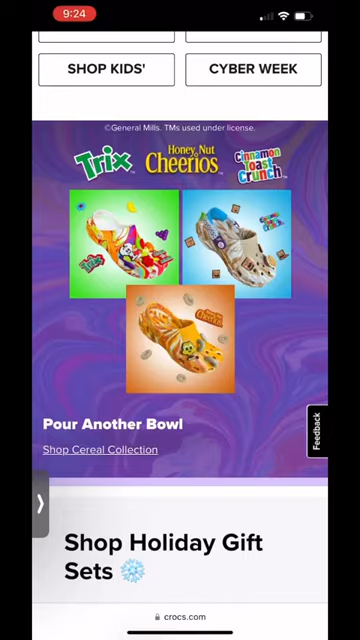 9:24
SHOP KIDS'
CYBER WEEK
©General Mills. TMs used under license.
Trix
Honey Nut
Cheerios
Cinnamon
Toast
Crunch
Trix
Pour Another Bowl
Shop Cereal Collection
Feedback
Shop Holiday Gift
Sets
crocs.com